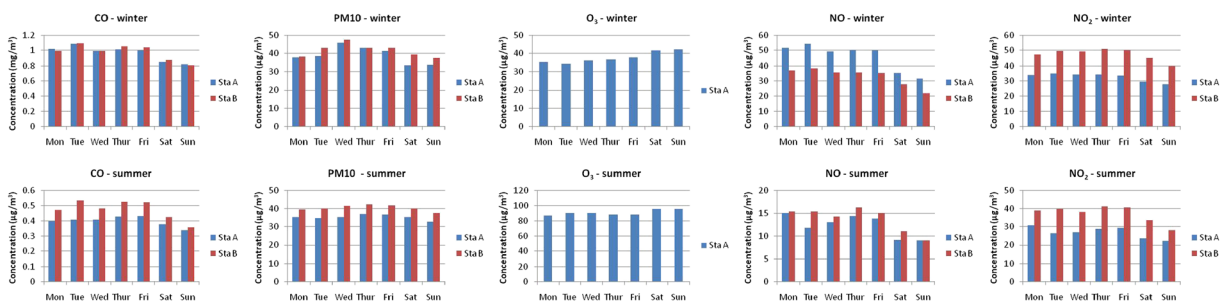 CO - winter
Concentration (mg/m³)
1.2
1
0.8
0.6
0.4
0.2
0
Mon Tue Wed Thur Fri Sat Sun
Sta A
Sta B
PM10 - winter
Concentration (µg/m³)
60
50
40
30
20
10
0
Mon Tue Wed Thur Fri Sat Sun
Sta A
Sta B
O₃ - winter
Concentration (µg/m³)
50
40
30
20
10
0
Mon Tue Wed Thur Fri Sat Sun
Sta A
NO - winter
Concentration (µg/m³)
60
50
40
30
20
10
0
Mon Tue Wed Thur Fri Sat Sun
Sta A
Sta B
NO₂ - winter
Concentration (µg/m³)
60
50
40
30
20
10
0
Mon Tue Wed Thur Fri Sat Sun
Sta A
Sta B
CO - summer
Concentration (mg/m³)
0.6
0.5
0.4
0.3
0.2
0.1
0
Mon Tue Wed Thur Fri Sat Sun
Sta A
Sta B
PM10 - summer
Concentration (µg/m³)
50
40
30
20
10
0
Mon Tue Wed Thur Fri Sat Sun
Sta A
Sta B
O₃ - summer
Concentration (µg/m³)
120
100
80
60
40
20
0
Mon Tue Wed Thur Fri Sat Sun
Sta A
NO - summer
Concentration (µg/m³)
20
15
10
5
0
Mon Tue Wed Thur Fri Sat Sun
Sta A
Sta B
NO₂ - summer
Concentration (µg/m³)
50
40
30
20
10
0
Mon Tue Wed Thur Fri Sat Sun
Sta A
Sta B